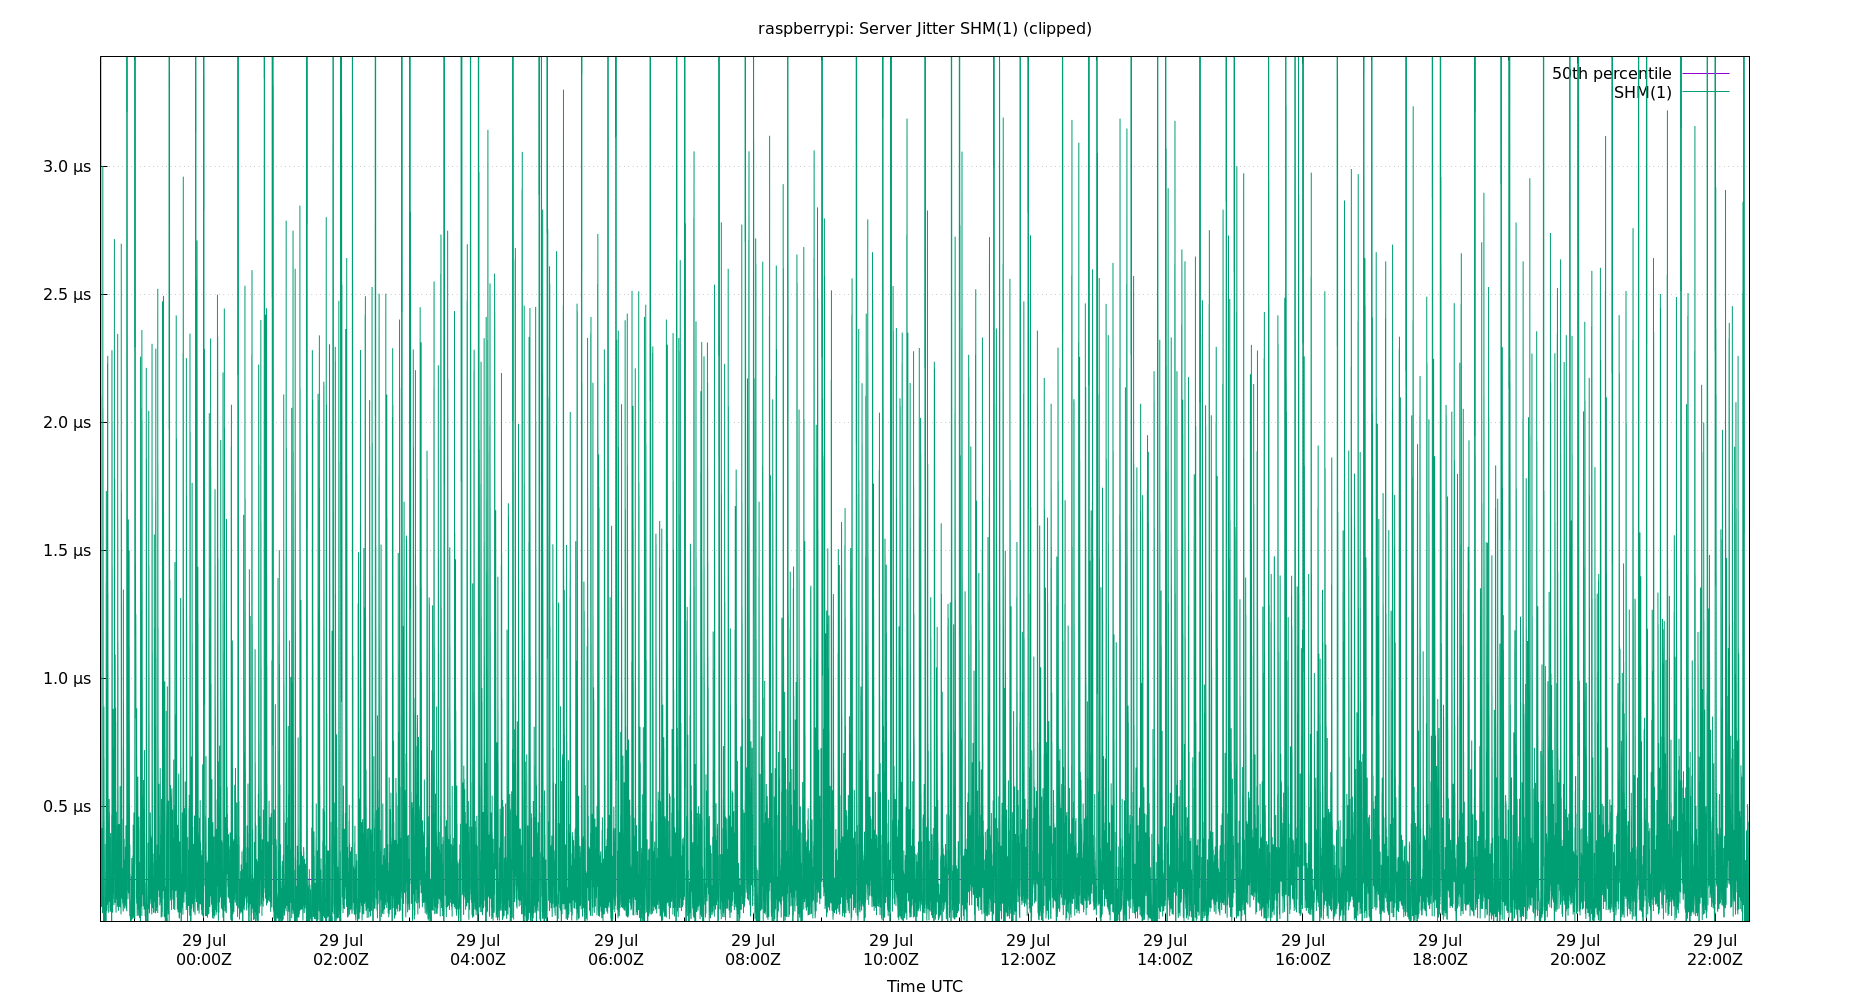 raspberrypi: Server Jitter SHM(1) (clipped)
50th percentile
SHM(1)
3.0 µs
2.5 µs
2.0 µs
1.5 µs
1.0 µs
0.5 µs
29 Jul 29 Jul 29 Jul 29 Jul 29 Jul 29 Jul 29 Jul 29 Jul 29 Jul 29 Jul 29 Jul 29 Jul
00:00Z 02:00Z 04:00Z 06:00Z 08:00Z 10:00Z 12:00Z 14:00Z 16:00Z 18:00Z 20:00Z 22:00Z
Time UTC